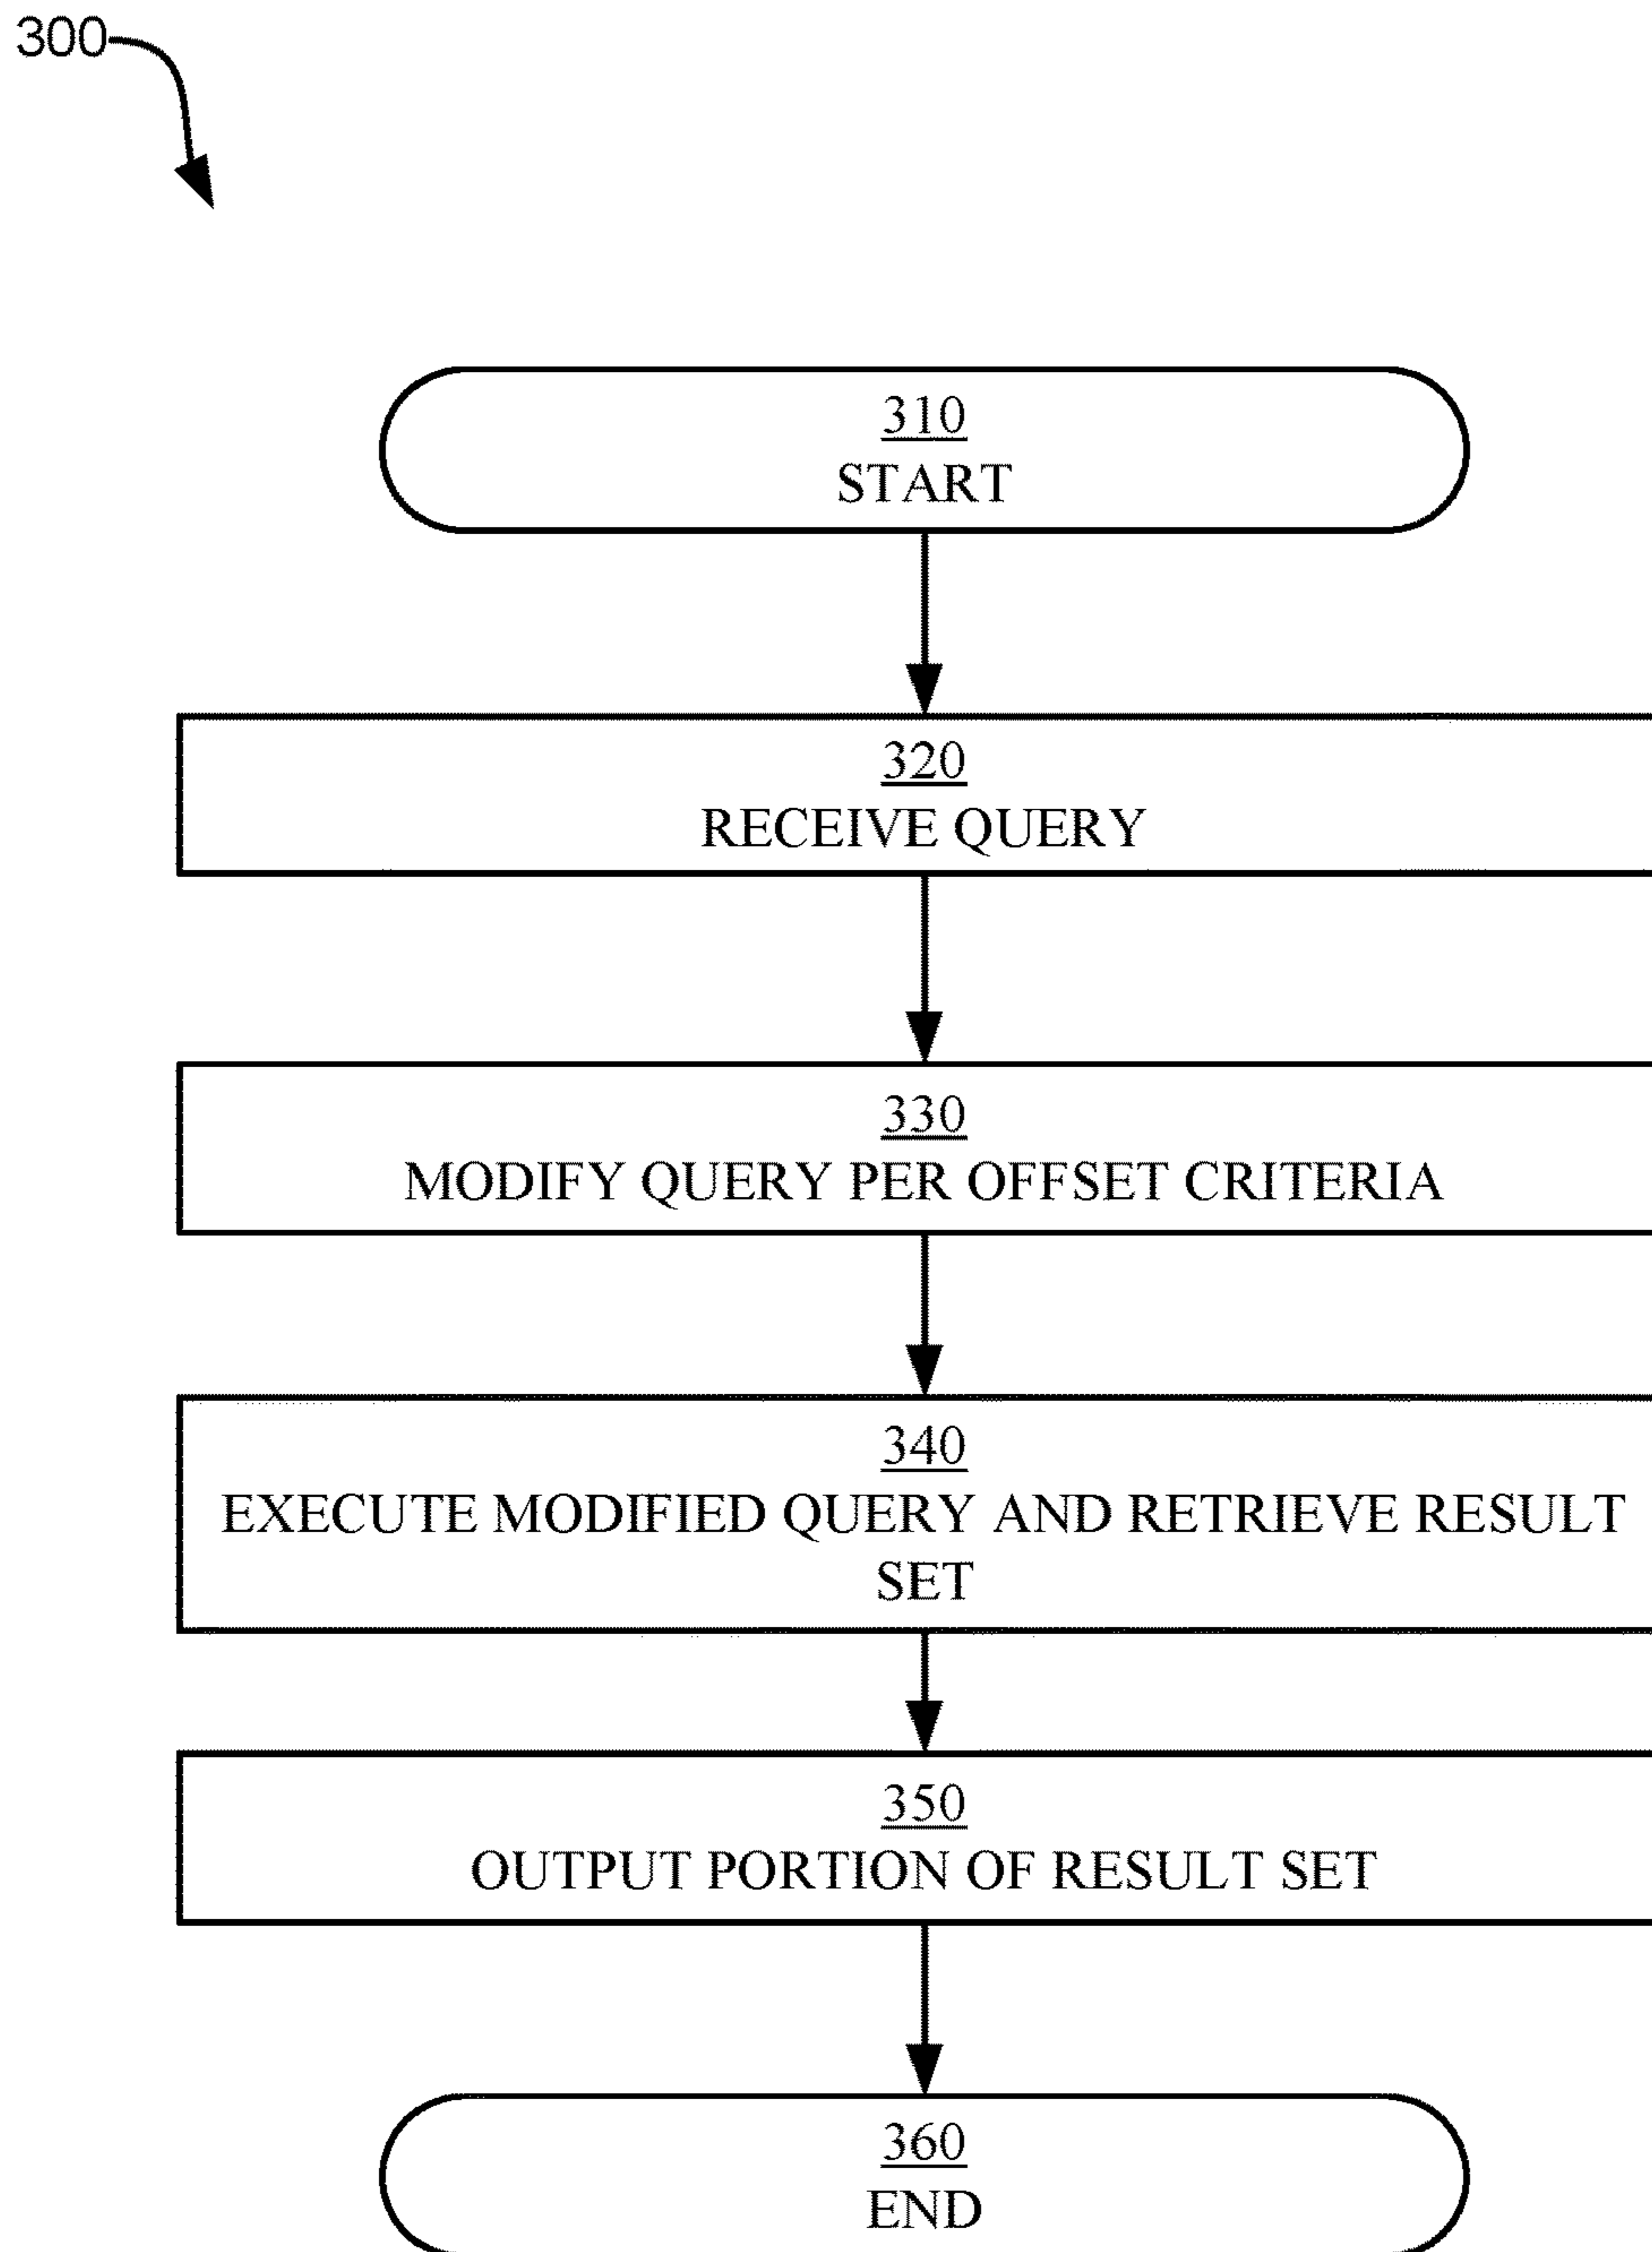 300
310
START
320
RECEIVE QUERY
330
MODIFY QUERY PER OFFSET CRITERIA
340
EXECUTE MODIFIED QUERY AND RETRIEVE RESULT
SET
350
OUTPUT PORTION OF RESULT SET
360
END